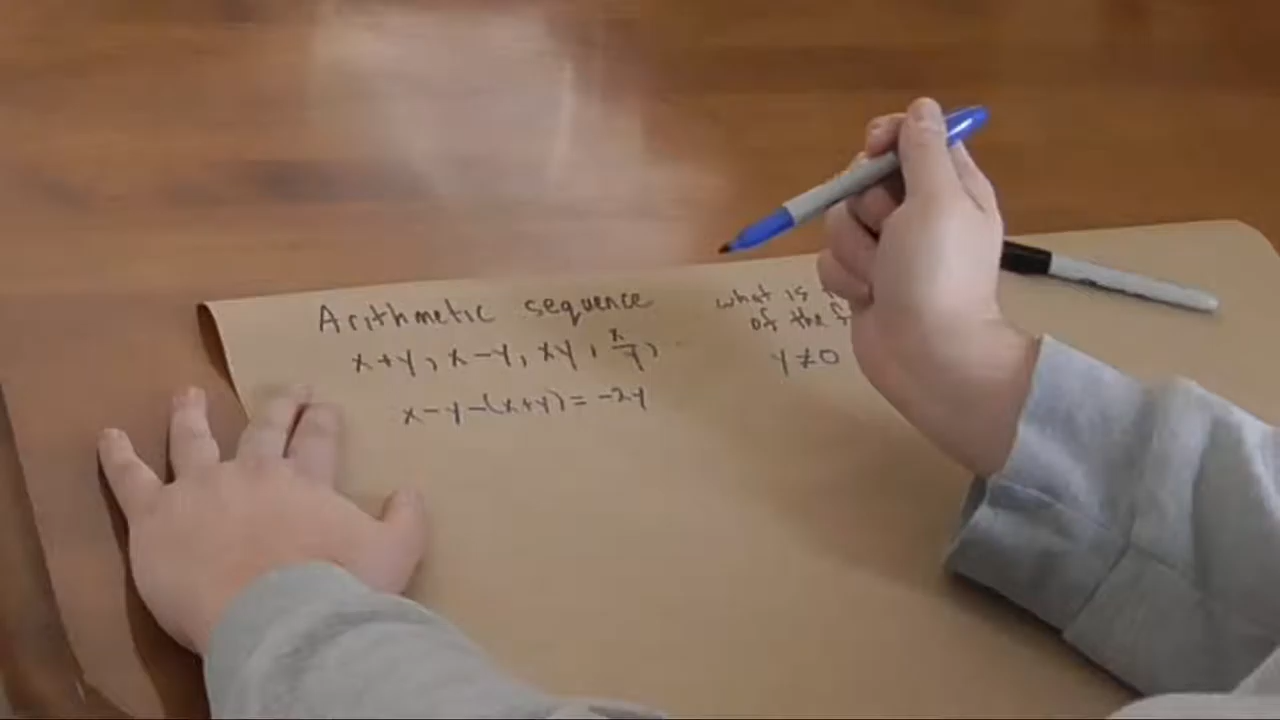 Arithmetic sequence
x+y, x-y, xy, x/y,
x-y-(x+y)=-2y
what is
of the
y≠0